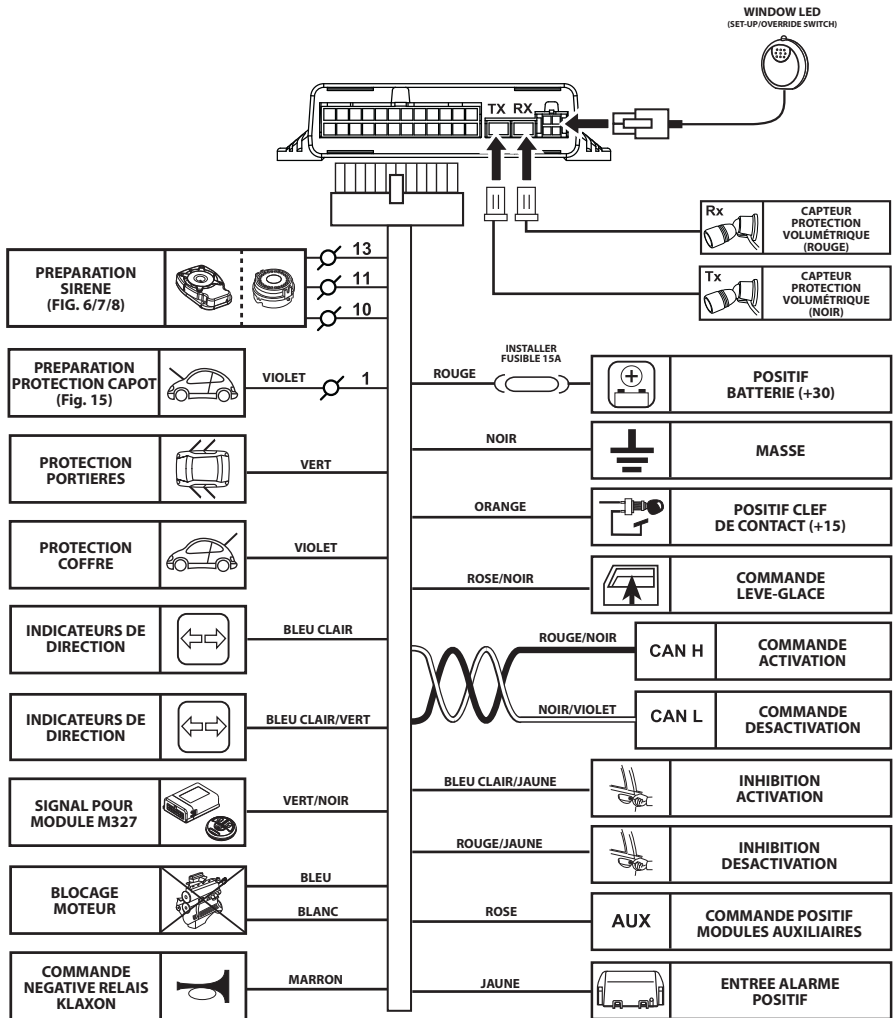 WINDOW LED
(SET-UP/OVERRIDE SWITCH)
TX RX
Rx
CAPTEUR
PROTECTION
VOLUMÉTRIQUE
(ROUGE)
Tx
CAPTEUR
PROTECTION
VOLUMÉTRIQUE
(NOIR)
PREPARATION
SIRENE
(FIG. 6/7/8)
13
11
10
PREPARATION
PROTECTION CAPOT
(Fig. 15)
VIOLET
1
PROTECTION
PORTIERES
VERT
PROTECTION
COFFRE
VIOLET
INDICATEURS DE
DIRECTION
BLEU CLAIR
INDICATEURS DE
DIRECTION
BLEU CLAIR/VERT
SIGNAL POUR
MODULE M327
VERT/NOIR
BLOCAGE
MOTEUR
BLEU
BLANC
COMMANDE
NEGATIVE RELAIS
KLAXON
MARRON
ROUGE
INSTALLER
FUSIBLE 15A
POSITIF
BATTERIE (+30)
NOIR
MASSE
ORANGE
POSITIF CLEF
DE CONTACT (+15)
ROSE/NOIR
COMMANDE
LEVE-GLACE
ROUGE/NOIR
CAN H
COMMANDE
ACTIVATION
NOIR/VIOLET
CAN L
COMMANDE
DESACTIVATION
BLEU CLAIR/JAUNE
INHIBITION
ACTIVATION
ROUGE/JAUNE
INHIBITION
DESACTIVATION
ROSE
AUX
COMMANDE POSITIF
MODULES AUXILIAIRES
JAUNE
ENTREE ALARME
POSITIF